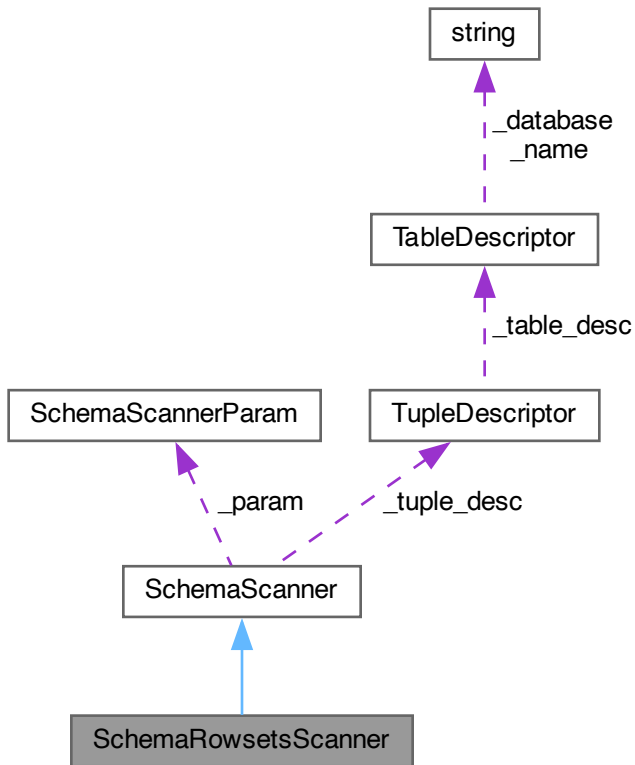 string
_database
_name
TableDescriptor
_table_desc
SchemaScannerParam
TupleDescriptor
_param
_tuple_desc
SchemaScanner
SchemaRowsetsScanner